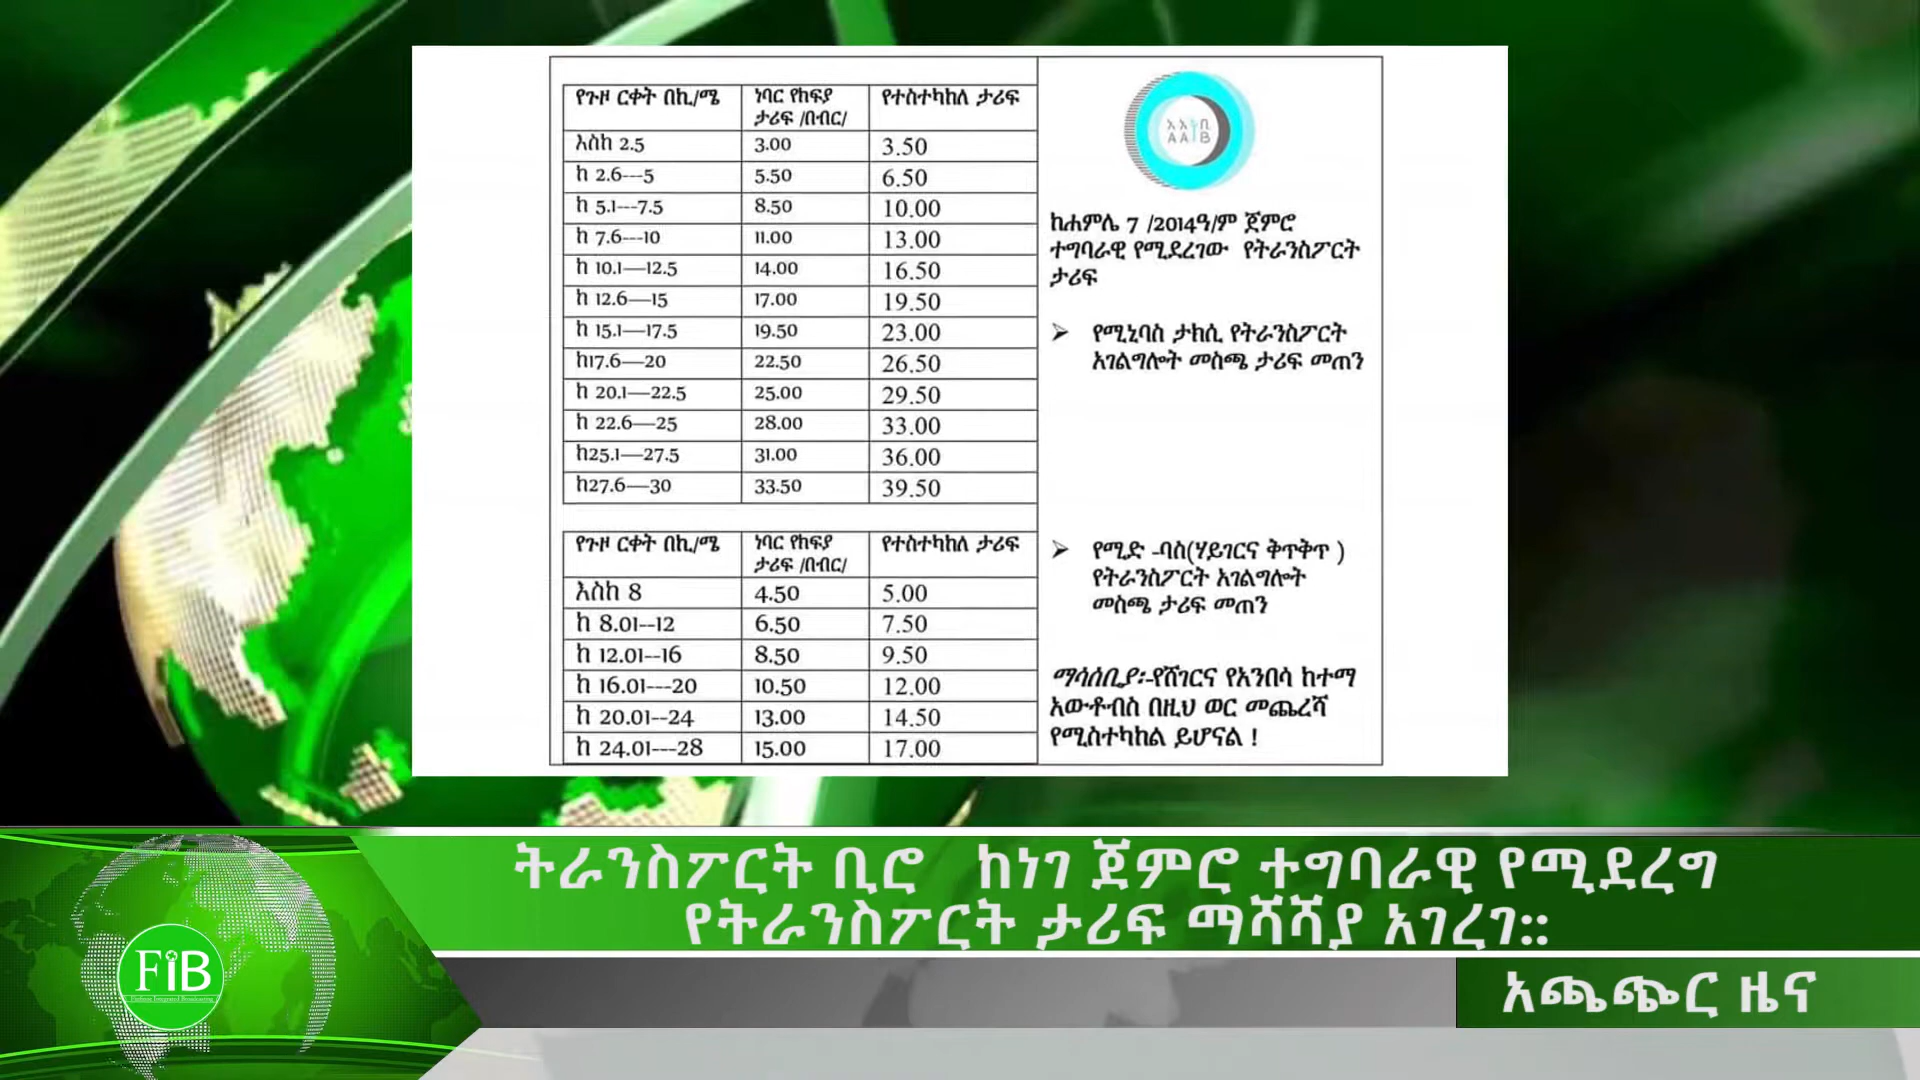 የጉዞ ርቀት በኪ/ሜ ነባር የክፍያ ታሪፍ /በብር/ የተስተካከለ ታሪፍ
እስከ 2.5 3.00 3.50
ከ 2.6---5 5.50 6.50
ከ 5.1---7.5 8.50 10.00
ከ 7.6---10 11.00 13.00
ከ 10.1—12.5 14.00 16.50
ከ 12.6—15 17.00 19.50
ከ 15.1—17.5 19.50 23.00
ከ17.6—20 22.50 26.50
ከ 20.1—22.5 25.00 29.50
ከ 22.6—25 28.00 33.00
ከ25.1—27.5 31.00 36.00
ከ27.6—30 33.50 39.50
የጉዞ ርቀት በኪ/ሜ ነባር የክፍያ ታሪፍ /በብር/ የተስተካከለ ታሪፍ
እስከ 8 4.50 5.00
ከ 8.01--12 6.50 7.50
ከ 12.01--16 8.50 9.50
ከ 16.01---20 10.50 12.00
ከ 20.01--24 13.00 14.50
ከ 24.01---28 15.00 17.00
ከሐምሌ 7 /2014ዓ/ም ጀምሮ
ተግባራዊ የሚደረገው የትራንስፖርት
ታሪፍ
የሚኒባስ ታክሲ የትራንስፖርት
አገልግሎት መስጫ ታሪፍ መጠን
የሚድ -ባስ(ሃይገርና ቅጥቅጥ )
የትራንስፖርት አገልግሎት
መስጫ ታሪፍ መጠን
ማሳሰቢያ፡-የሸገርና የአንበሳ ከተማ
አውቶብስ በዚህ ወር መጨረሻ
የሚስተካከል ይሆናል !
ትራንስፖርት ቢሮ ከነገ ጀምሮ ተግባራዊ የሚደረግ
የትራንስፖርት ታሪፍ ማሻሻያ አገረገ።
FIB
አጫጭር ዜና